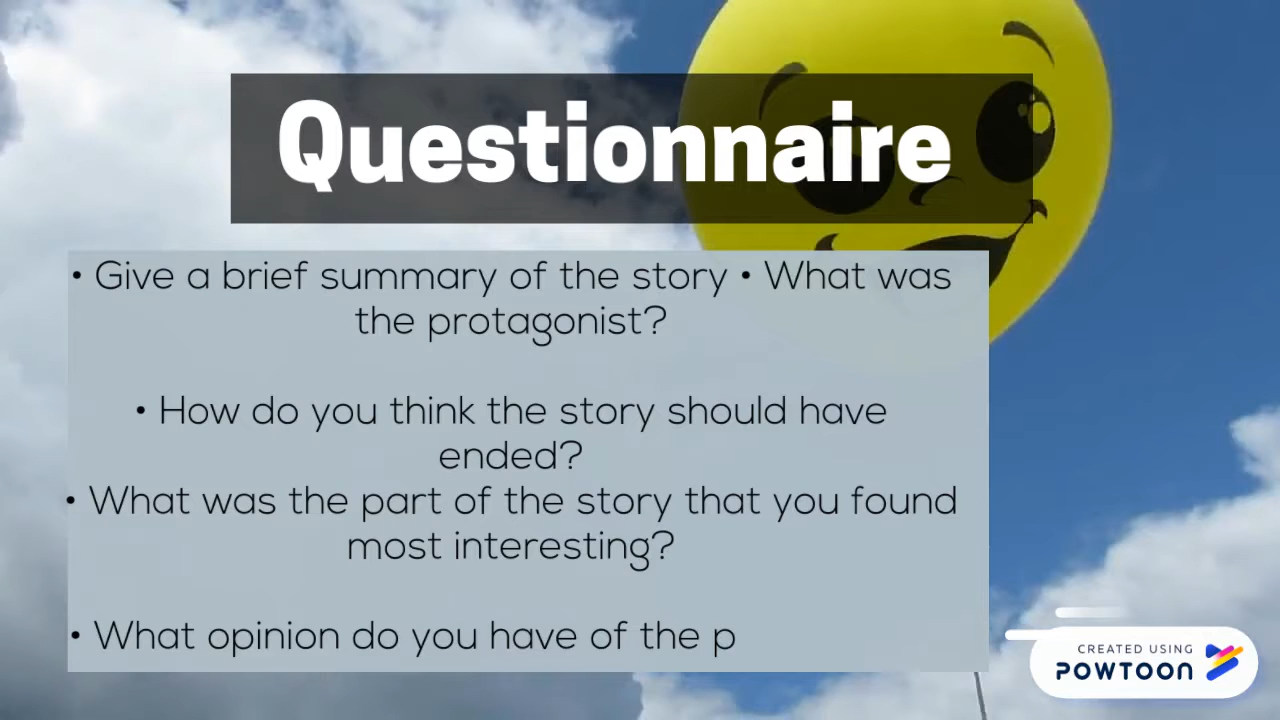 Questionnaire
• Give a brief summary of the story • What was
the protagonist?
• How do you think the story should have
ended?
• What was the part of the story that you found
most interesting?
• What opinion do you have of the p
CREATED USING
POWTOON